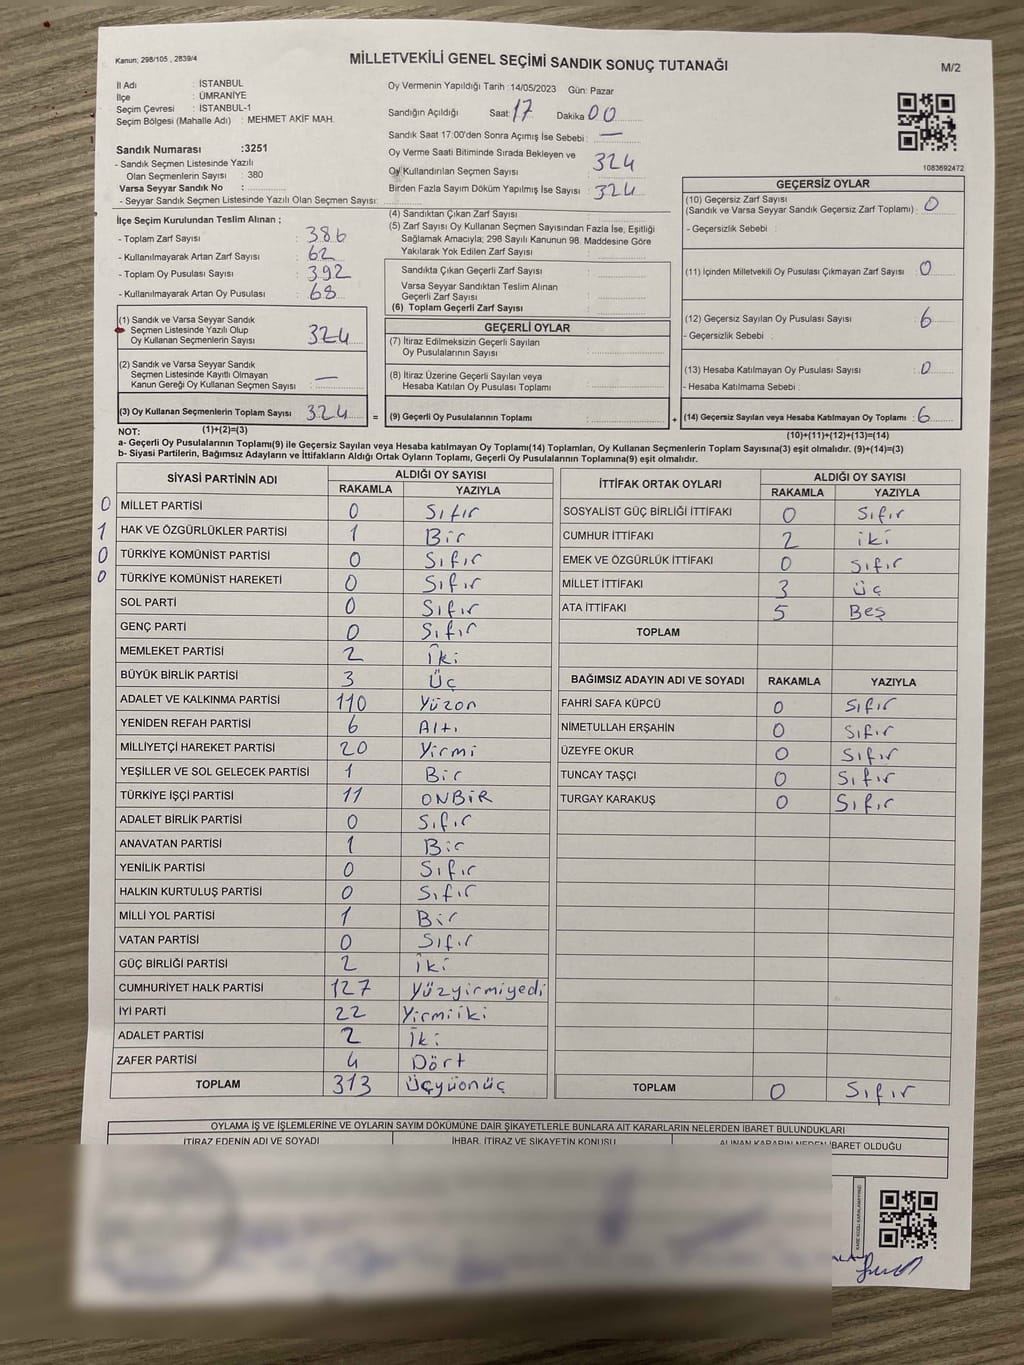 Kanun; 298/105 , 2839/4
MİLLETVEKİLİ GENEL SEÇİMİ SANDIK SONUÇ TUTANAĞI
M/2
İl Adı : İSTANBUL
İlçe : ÜMRANİYE
Seçim Çevresi : İSTANBUL-1
Seçim Bölgesi (Mahalle Adı) : MEHMET AKİF MAH.
Oy Vermenin Yapıldığı Tarih : 14/05/2023 Gün: Pazar
Sandığın Açıldığı Saat: 17 Dakika 00
Sandık Saat 17:00'den Sonra Açımış İse Sebebi : —
Oy Verme Saati Bitiminde Sırada Bekleyen ve
Oy Kullandırılan Seçmen Sayısı : 324
Birden Fazla Sayım Döküm Yapılmış İse Sayısı : 324
1083692472
Sandık Numarası :3251
- Sandık Seçmen Listesinde Yazılı
Olan Seçmenlerin Sayısı : 380
Varsa Seyyar Sandık No :
- Seyyar Sandık Seçmen Listesinde Yazılı Olan Seçmen Sayısı:
İlçe Seçim Kurulundan Teslim Alınan ;
- Toplam Zarf Sayısı : 386
- Kullanılmayarak Artan Zarf Sayısı : 62
- Toplam Oy Pusulası Sayısı : 392
- Kullanılmayarak Artan Oy Pusulası : 68
(1) Sandık ve Varsa Seyyar Sandık
Seçmen Listesinde Yazılı Olup
Oy Kullanan Seçmenlerin Sayısı : 324
(2) Sandık ve Varsa Seyyar Sandık
Seçmen Listesinde Kayıtlı Olmayan
Kanun Gereği Oy Kullanan Seçmen Sayısı : —
(3) Oy Kullanan Seçmenlerin Toplam Sayısı : 324 =
(1)+(2)=(3)
(4) Sandıktan Çıkan Zarf Sayısı :
(5) Zarf Sayısı Oy Kullanan Seçmen Sayısından Fazla İse, Eşitliği
Sağlamak Amacıyla; 298 Sayılı Kanunun 98. Maddesine Göre
Yakılarak Yok Edilen Zarf Sayısı :
Sandıkta Çıkan Geçerli Zarf Sayısı :
Varsa Seyyar Sandıktan Teslim Alınan
Geçerli Zarf Sayısı :
(6) Toplam Geçerli Zarf Sayısı :
GEÇERLİ OYLAR
(7) İtiraz Edilmeksizin Geçerli Sayılan
Oy Pusulalarının Sayısı :
(8) İtiraz Üzerine Geçerli Sayılan veya
Hesaba Katılan Oy Pusulası Toplamı :
(9) Geçerli Oy Pusulalarının Toplamı : +
GEÇERSİZ OYLAR
(10) Geçersiz Zarf Sayısı
(Sandık ve Varsa Seyyar Sandık Geçersiz Zarf Toplamı) : 0
- Geçersizlik Sebebi :
(11) İçinden Milletvekili Oy Pusulası Çıkmayan Zarf Sayısı : 0
(12) Geçersiz Sayılan Oy Pusulası Sayısı : 6
- Geçersizlik Sebebi :
(13) Hesaba Katılmayan Oy Pusulası Sayısı : 0
- Hesaba Katılmama Sebebi :
(14) Geçersiz Sayılan veya Hesaba Katılmayan Oy Toplamı : 6
(10)+(11)+(12)+(13)=(14)
NOT:
a- Geçerli Oy Pusulalarının Toplamı(9) ile Geçersiz Sayılan veya Hesaba katılmayan Oy Toplamı(14) Toplamları, Oy Kullanan Seçmenlerin Toplam Sayısına(3) eşit olmalıdır. (9)+(14)=(3)
b- Siyasi Partilerin, Bağımsız Adayların ve İttifakların Aldığı Ortak Oyların Toplamı, Geçerli Oy Pusulalarının Toplamına(9) eşit olmalıdır.
SİYASİ PARTİNİN ADI ALDIĞI OY SAYISI
RAKAMLA YAZIYLA
0 MİLLET PARTİSİ 0 Sıfır
1 HAK VE ÖZGÜRLÜKLER PARTİSİ 1 Bir
0 TÜRKİYE KOMÜNİST PARTİSİ 0 Sıfır
0 TÜRKİYE KOMÜNİST HAREKETİ 0 Sıfır
SOL PARTİ 0 Sıfır
GENÇ PARTİ 0 Sıfır
MEMLEKET PARTİSİ 2 İki
BÜYÜK BİRLİK PARTİSİ 3 Üç
ADALET VE KALKINMA PARTİSİ 110 Yüzon
YENİDEN REFAH PARTİSİ 6 Altı
MİLLİYETÇİ HAREKET PARTİSİ 20 Yirmi
YEŞİLLER VE SOL GELECEK PARTİSİ 1 Bir
TÜRKİYE İŞÇİ PARTİSİ 11 ONBİR
ADALET BİRLİK PARTİSİ 0 Sıfır
ANAVATAN PARTİSİ 1 Bir
YENİLİK PARTİSİ 0 Sıfır
HALKIN KURTULUŞ PARTİSİ 0 Sıfır
MİLLİ YOL PARTİSİ 1 Bir
VATAN PARTİSİ 0 Sıfır
GÜÇ BİRLİĞİ PARTİSİ 2 İki
CUMHURİYET HALK PARTİSİ 127 Yüzyirmiyedi
İYİ PARTİ 22 Yirmiiki
ADALET PARTİSİ 2 İki
ZAFER PARTİSİ 4 Dört
TOPLAM 313 Üçyüonüç
İTTİFAK ORTAK OYLARI ALDIĞI OY SAYISI
RAKAMLA YAZIYLA
SOSYALİST GÜÇ BİRLİĞİ İTTİFAKI 0 Sıfır
CUMHUR İTTİFAKI 2 iki
EMEK VE ÖZGÜRLÜK İTTİFAKI 0 Sıfır
MİLLET İTTİFAKI 3 Üç
ATA İTTİFAKI 5 Beş
TOPLAM
BAĞIMSIZ ADAYIN ADI VE SOYADI RAKAMLA YAZIYLA
FAHRİ SAFA KÜPCÜ 0 Sıfır
NİMETULLAH ERŞAHİN 0 Sıfır
ÜZEYFE OKUR 0 Sıfır
TUNCAY TAŞÇI 0 Sıfır
TURGAY KARAKUŞ 0 Sıfır
TOPLAM 0 Sıfır
OYLAMA İŞ VE İŞLEMLERİNE VE OYLARIN SAYIM DÖKÜMÜNE DAİR ŞİKAYETLERLE BUNLARA AİT KARARLARIN NELERDEN İBARET BULUNDUKLARI
İTİRAZ EDENİN ADI VE SOYADI İHBAR, İTİRAZ VE ŞİKAYETİN KONUSU ALINAN KARARIN NEDEN İBARET OLDUĞU